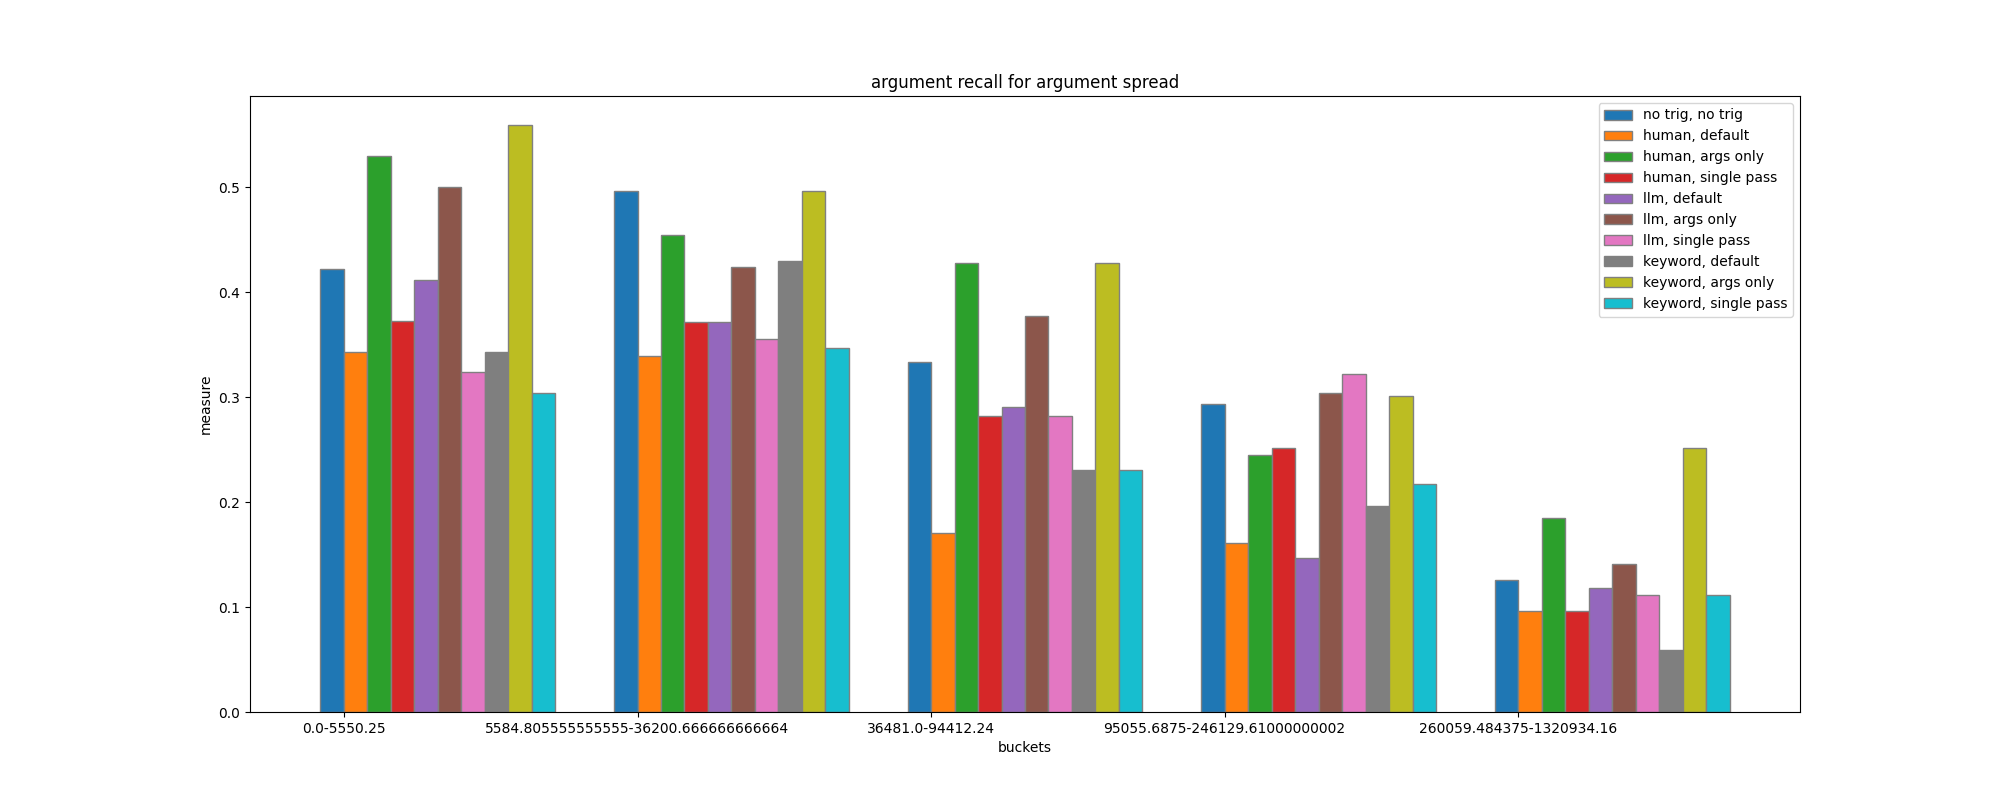 argument recall for argument spread
no trig, no trig
human, default
human, args only
human, single pass
llm, default
llm, args only
llm, single pass
keyword, default
keyword, args only
keyword, single pass
measure
0.5
0.4
0.3
0.2
0.1
0.0
0.0-5550.25
5584.805555555555-36200.666666666664
36481.0-94412.24
95055.6875-246129.61000000002
260059.484375-1320934.16
buckets